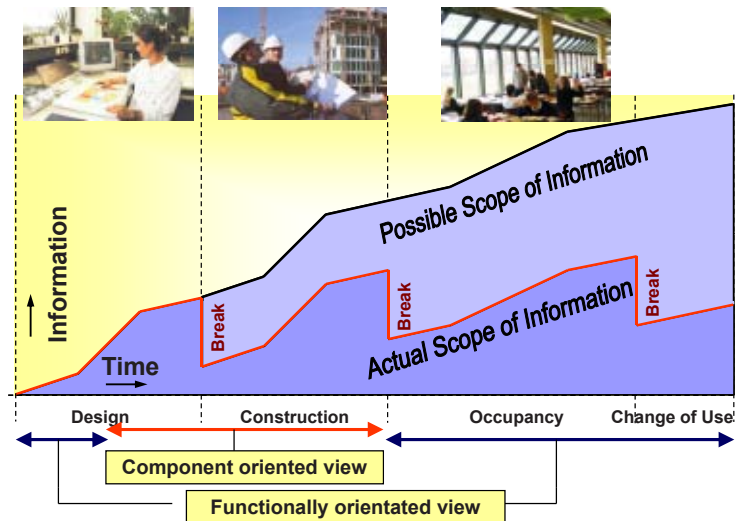 Possible Scope of Information
Information
Break
Break
Break
Actual Scope of Information
Time
Design
Construction
Occupancy
Change of Use
Component oriented view
Functionally orientated view